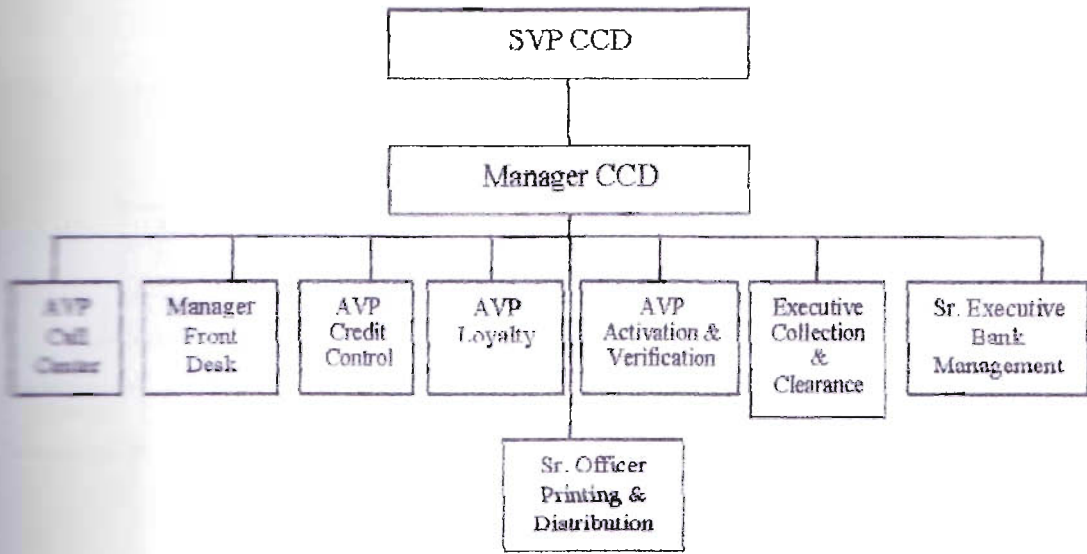 SVP CCD
Manager CCD
AVP
Call
Center
Manager
Front
Desk
AVP
Credit
Control
AVP
Loyalty
AVP
Activation &
Verification
Executive
Collection
&
Clearance
Sr. Executive
Bank
Management
Sr. Officer
Printing &
Distribution